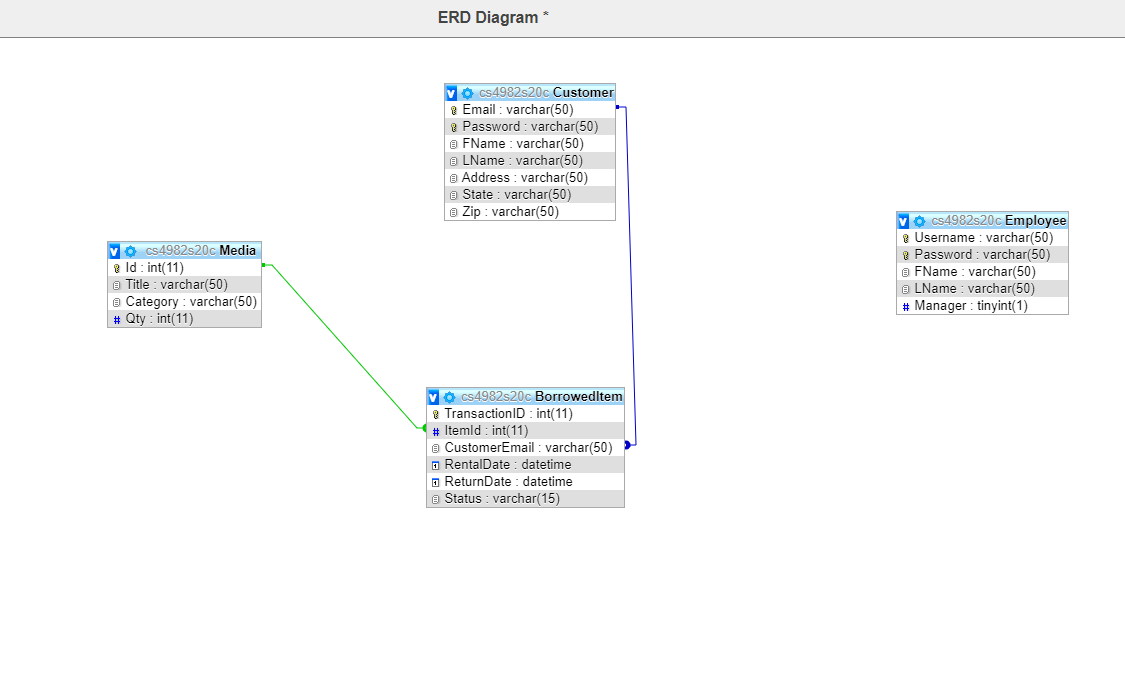 ERD Diagram *
v cs4982s20c Customer
Email : varchar(50)
Password : varchar(50)
FName : varchar(50)
LName : varchar(50)
Address : varchar(50)
State : varchar(50)
Zip : varchar(50)
v cs4982s20c Employee
Username : varchar(50)
Password : varchar(50)
FName : varchar(50)
LName : varchar(50)
# Manager : tinyint(1)
v cs4982s20c Media
Id : int(11)
Title : varchar(50)
Category : varchar(50)
# Qty : int(11)
v cs4982s20c BorrowedItem
TransactionID : int(11)
# ItemId : int(11)
CustomerEmail : varchar(50)
RentalDate : datetime
ReturnDate : datetime
Status : varchar(15)